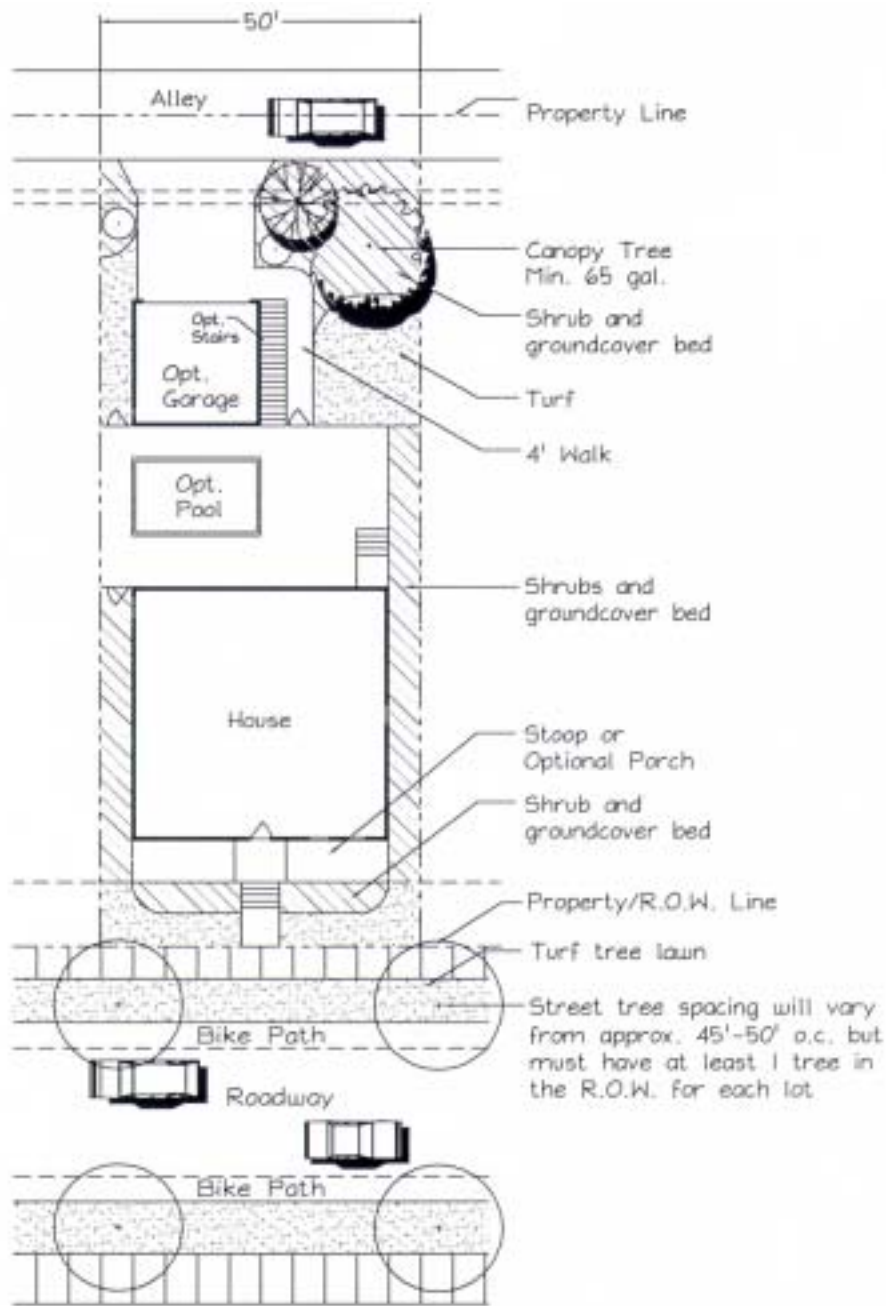 50'
Alley
Property Line
Canopy Tree
Min. 65 gal.
Shrub and
groundcover bed
Opt.
Stairs
Opt.
Garage
Turf
4' Walk
Opt.
Pool
Shrubs and
groundcover bed
House
Stoop or
Optional Porch
Shrub and
groundcover bed
Property/R.O.W. Line
Turf tree lawn
Street tree spacing will vary
from approx. 45'-50' o.c. but
must have at least 1 tree in
the R.O.W. for each lot
Bike Path
Roadway
Bike Path